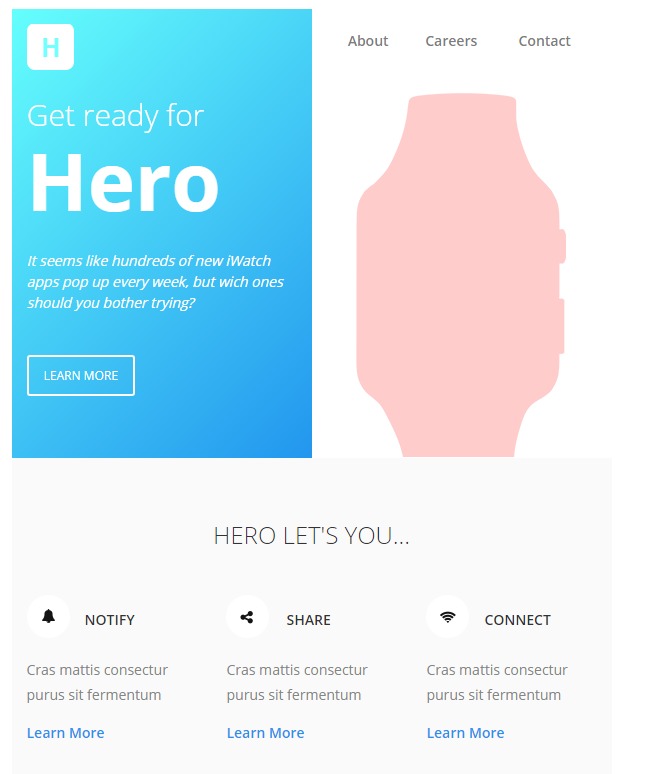 H
About Careers Contact
Get ready for
Hero
It seems like hundreds of new iWatch
apps pop up every week, but wich ones
should you bother trying?
LEARN MORE
HERO LET'S YOU...
NOTIFY
Cras mattis consectur
purus sit fermentum
Learn More
SHARE
Cras mattis consectur
purus sit fermentum
Learn More
CONNECT
Cras mattis consectur
purus sit fermentum
Learn More